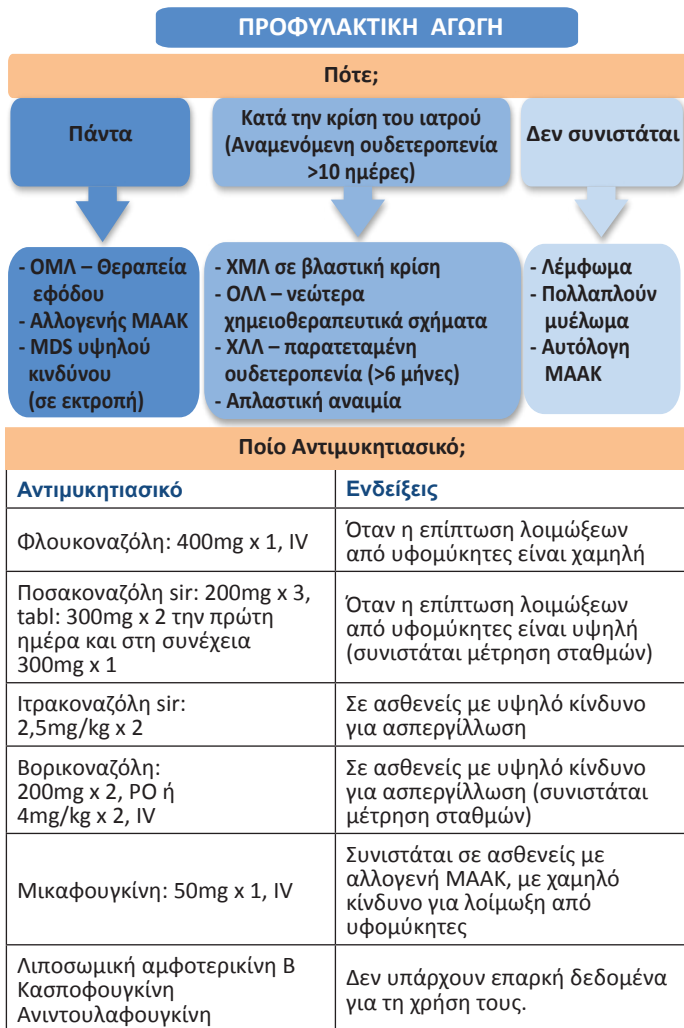 ΠΡΟΦΥΛΑΚΤΙΚΗ ΑΓΩΓΗ
Πότε;
Πάντα
Κατά την κρίση του ιατρού
(Αναμενόμενη ουδετεροπενία
>10 ημέρες)
Δεν συνιστάται
- ΟΜΛ – Θεραπεία
εφόδου
- Αλλογενής ΜΑΑΚ
- MDS υψηλού
κινδύνου
(σε εκτροπή)
- ΧΜΛ σε βλαστική κρίση
- ΟΛΛ – νεώτερα
χημειοθεραπευτικά σχήματα
- ΧΛΛ – παρατεταμένη
ουδετεροπενία (>6 μήνες)
- Απλαστική αναιμία
- Λέμφωμα
- Πολλαπλούν
μυέλωμα
- Αυτόλογη
ΜΑΑΚ
Ποίο Αντιμυκητιασικό;
Αντιμυκητιασικό
Ενδείξεις
Φλουκοναζόλη: 400mg x 1, IV
Όταν η επίπτωση λοιμώξεων
από υφομύκητες είναι χαμηλή
Ποσακοναζόλη sir: 200mg x 3,
tabl: 300mg x 2 την πρώτη
ημέρα και στη συνέχεια
300mg x 1
Όταν η επίπτωση λοιμώξεων
από υφομύκητες είναι υψηλή
(συνιστάται μέτρηση σταθμών)
Ιτρακοναζόλη sir:
2,5mg/kg x 2
Σε ασθενείς με υψηλό κίνδυνο
για ασπεργίλλωση
Βορικοναζόλη:
200mg x 2, PO ή
4mg/kg x 2, IV
Σε ασθενείς με υψηλό κίνδυνο
για ασπεργίλλωση (συνιστάται
μέτρηση σταθμών)
Μικαφουγκίνη: 50mg x 1, IV
Συνιστάται σε ασθενείς με
αλλογενή ΜΑΑΚ, με χαμηλό
κίνδυνο για λοίμωξη από
υφομύκητες
Λιποσωμική αμφοτερικίνη Β
Κασποφουγκίνη
Ανιντουλαφουγκίνη
Δεν υπάρχουν επαρκή δεδομένα
για τη χρήση τους.